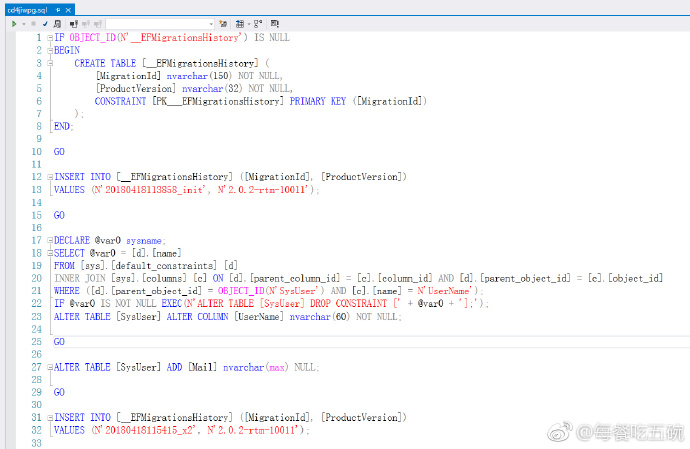 cd4jiwpg.sql
1 IF OBJECT_ID(N'__EFMigrationsHistory') IS NULL
2 BEGIN
3 CREATE TABLE [__EFMigrationsHistory] (
4 [MigrationId] nvarchar(150) NOT NULL,
5 [ProductVersion] nvarchar(32) NOT NULL,
6 CONSTRAINT [PK___EFMigrationsHistory] PRIMARY KEY ([MigrationId])
7 );
8 END;
9
10 GO
11
12 INSERT INTO [__EFMigrationsHistory] ([MigrationId], [ProductVersion])
13 VALUES (N'20180418113858_init', N'2.0.2-rtm-10011');
14
15 GO
16
17 DECLARE @var0 sysname;
18 SELECT @var0 = [d].[name]
19 FROM [sys].[default_constraints] [d]
20 INNER JOIN [sys].[columns] [c] ON [d].[parent_column_id] = [c].[column_id] AND [d].[parent_object_id] = [c].[object_id]
21 WHERE ([d].[parent_object_id] = OBJECT_ID(N'SysUser') AND [c].[name] = N'UserName');
22 IF @var0 IS NOT NULL EXEC(N'ALTER TABLE [SysUser] DROP CONSTRAINT [' + @var0 + '];');
23 ALTER TABLE [SysUser] ALTER COLUMN [UserName] nvarchar(60) NOT NULL;
24
25 GO
26
27 ALTER TABLE [SysUser] ADD [Mail] nvarchar(max) NULL;
28
29 GO
30
31 INSERT INTO [__EFMigrationsHistory] ([MigrationId], [ProductVersion])
32 VALUES (N'20180418115415_x2', N'2.0.2-rtm-10011');
33
@每餐吃五碗